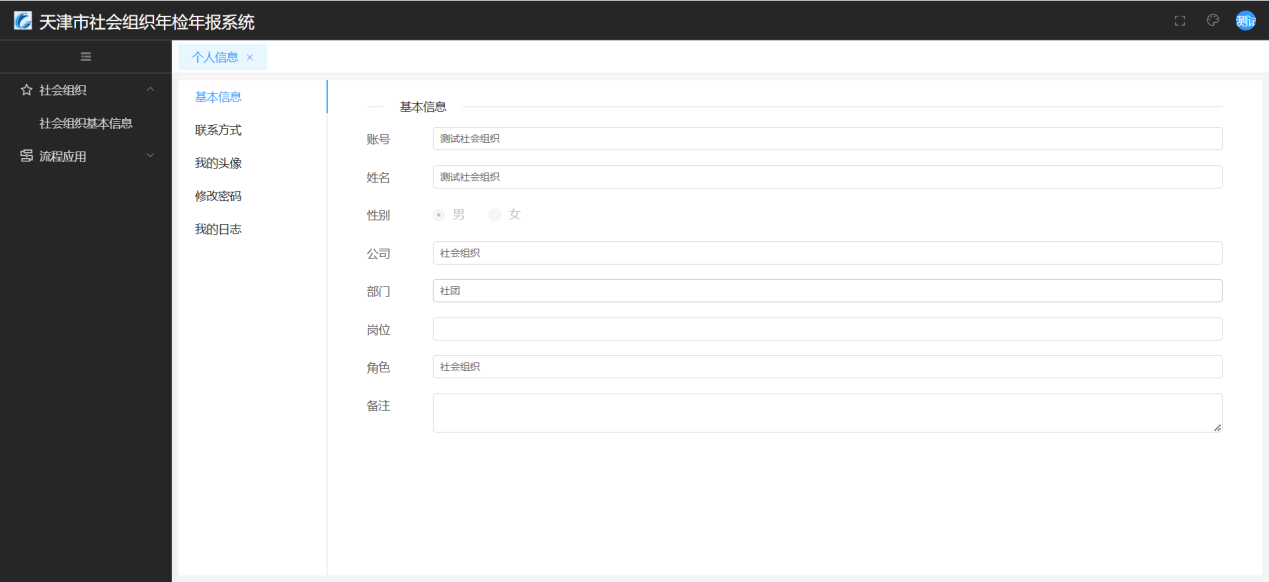 天津市社会组织年检年报系统
测试
个人信息 ×
社会组织
社会组织基本信息
流程应用
基本信息
联系方式
我的头像
修改密码
我的日志
基本信息
账号 测试社会组织
姓名 测试社会组织
性别 男 女
公司 社会组织
部门 社团
岗位
角色 社会组织
备注